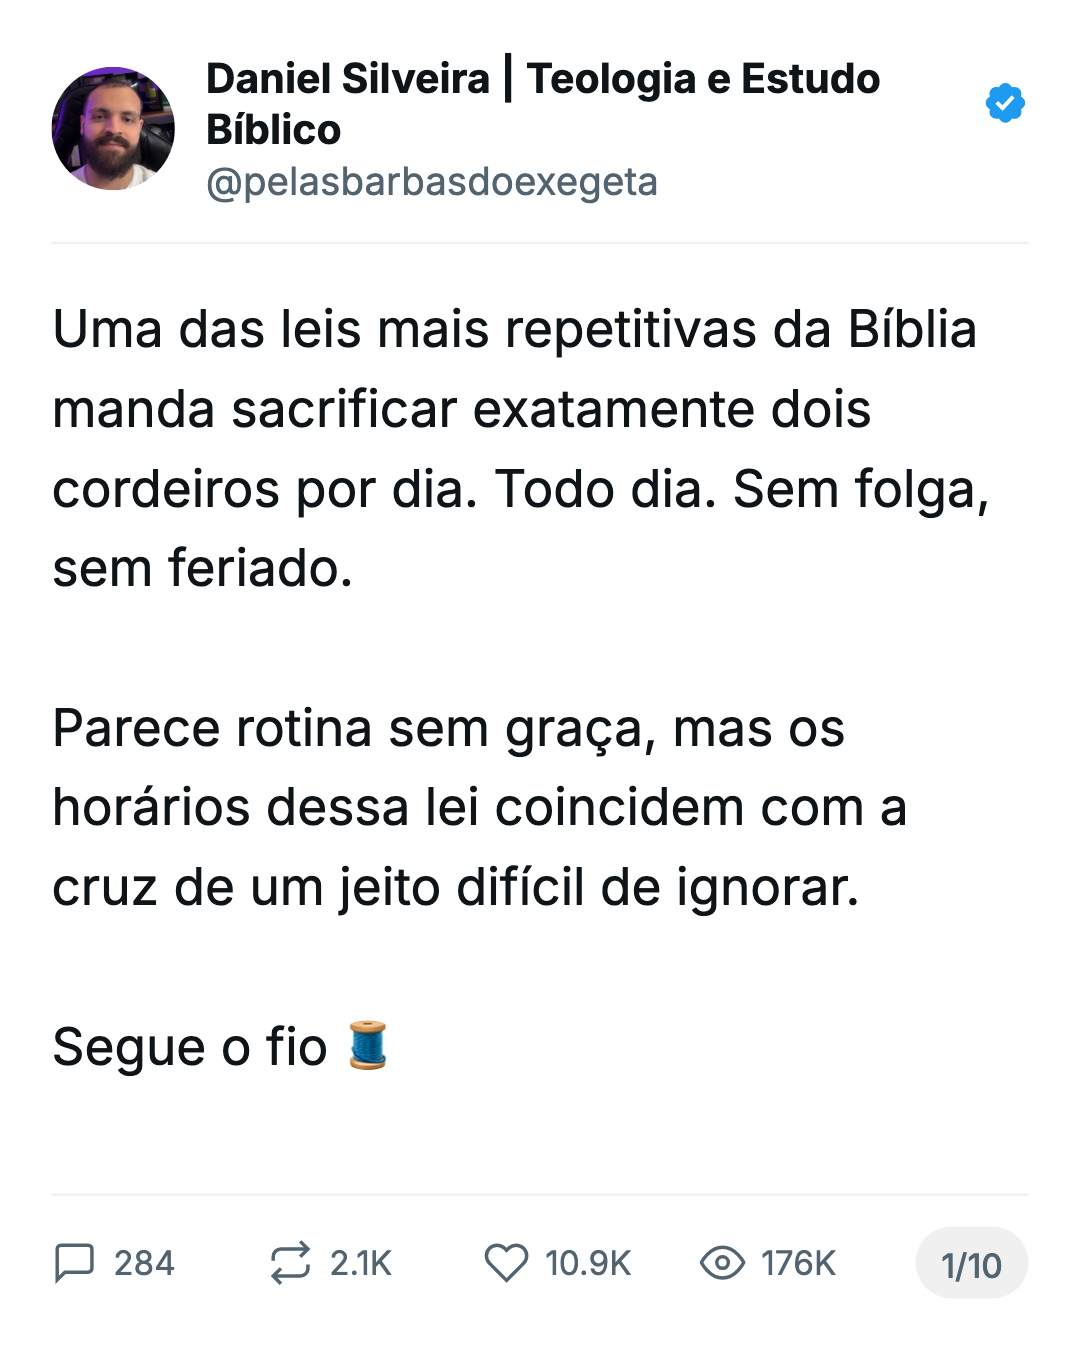 Daniel Silveira | Teologia e Estudo
Bíblico
@pelasbarbasdoexegeta
Uma das leis mais repetitivas da Bíblia
manda sacrificar exatamente dois
cordeiros por dia. Todo dia. Sem folga,
sem feriado.
Parece rotina sem graça, mas os
horários dessa lei coincidem com a
cruz de um jeito difícil de ignorar.
Segue o fio 🧵
284 2.1K 10.9K 176K 1/10